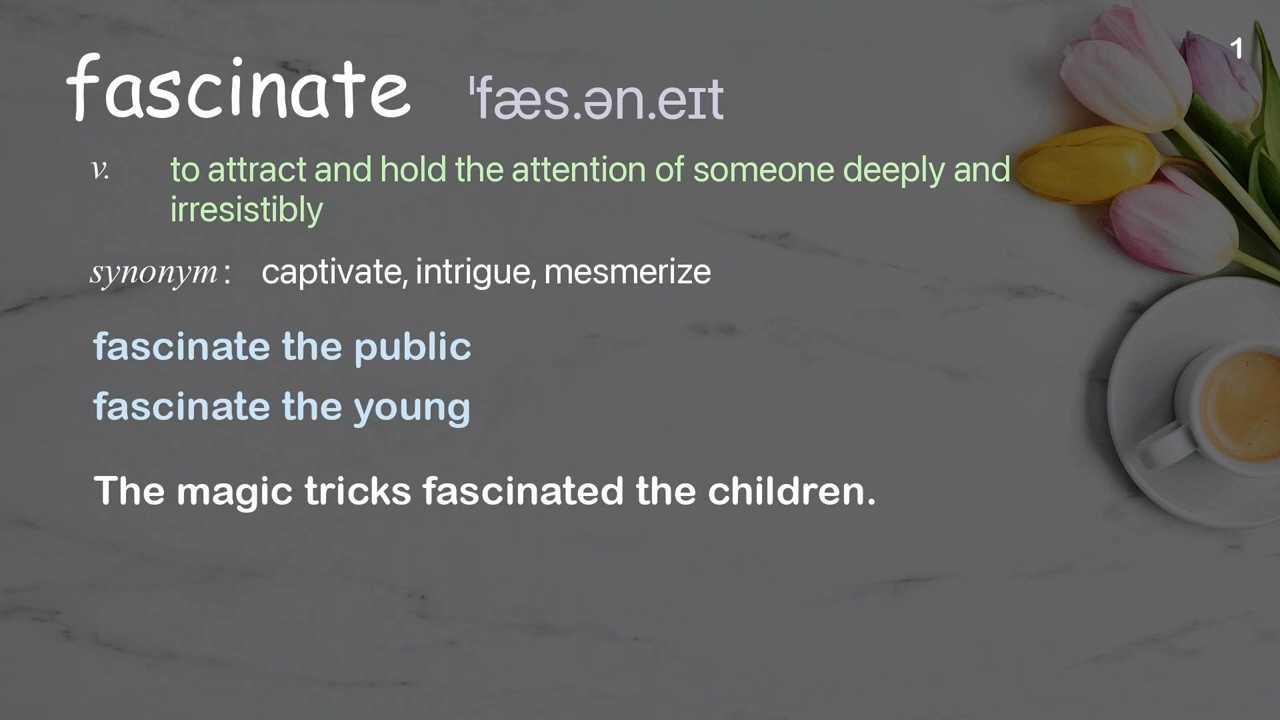 1
fascinate ˈfæs.ən.eɪt
v. to attract and hold the attention of someone deeply and
irresistibly
synonym: captivate, intrigue, mesmerize
fascinate the public
fascinate the young
The magic tricks fascinated the children.